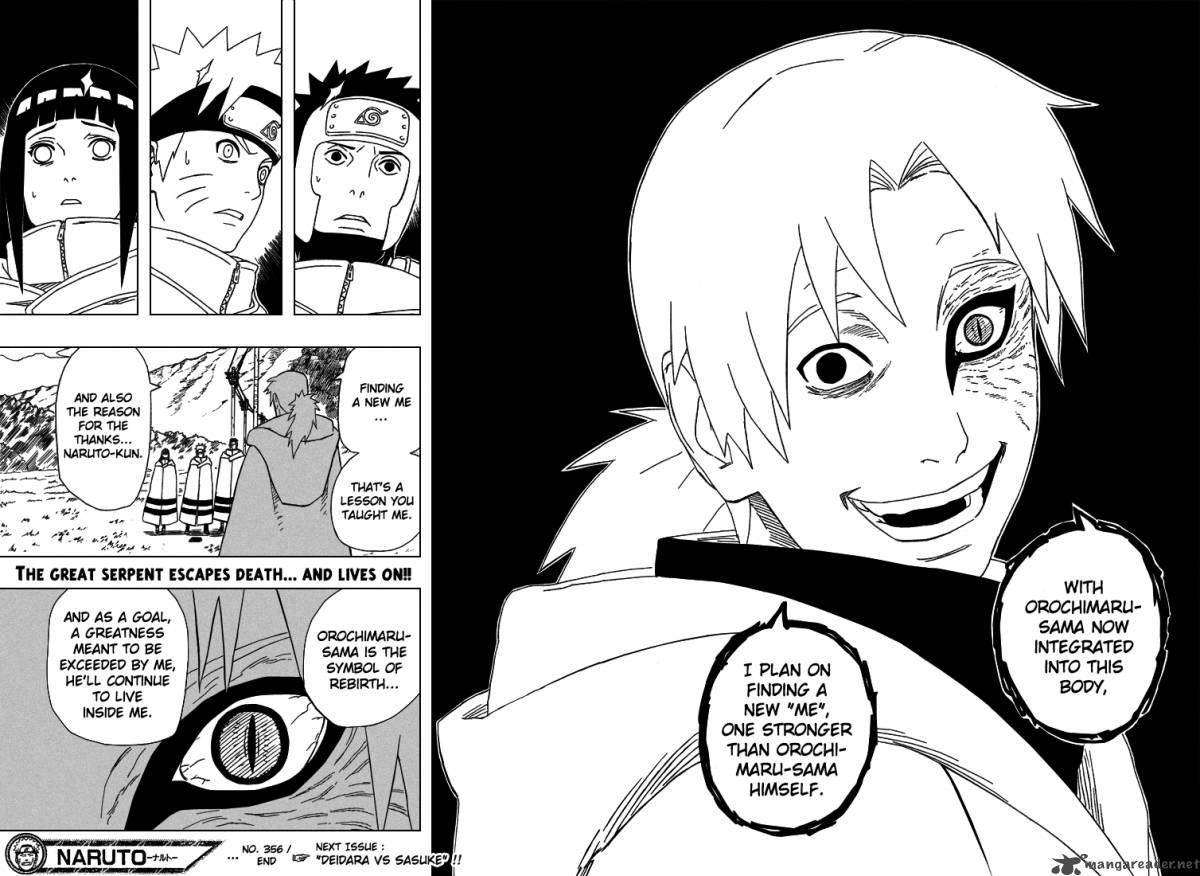 WITH
OROCHIMARU-
SAMA NOW
INTEGRATED
INTO THIS
BODY,
I PLAN ON
FINDING A
NEW "ME",
ONE STRONGER
THAN OROCHI-
MARU-SAMA
HIMSELF.
FINDING
A NEW ME
...
THAT'S A
LESSON YOU
TAUGHT ME.
AND ALSO
THE REASON
FOR THE
THANKS...
NARUTO-KUN.
THE GREAT SERPENT ESCAPES DEATH... AND LIVES ON!!
OROCHIMARU-
SAMA IS THE
SYMBOL OF
REBIRTH...
AND AS A GOAL,
A GREATNESS
MEANT TO BE
EXCEEDED BY ME,
HE'LL CONTINUE
TO LIVE
INSIDE ME.
NARUTO -ナルト-
... NO. 356 / END
☞ NEXT ISSUE :
"DEIDARA VS SASUKE" !!
mangareader.net